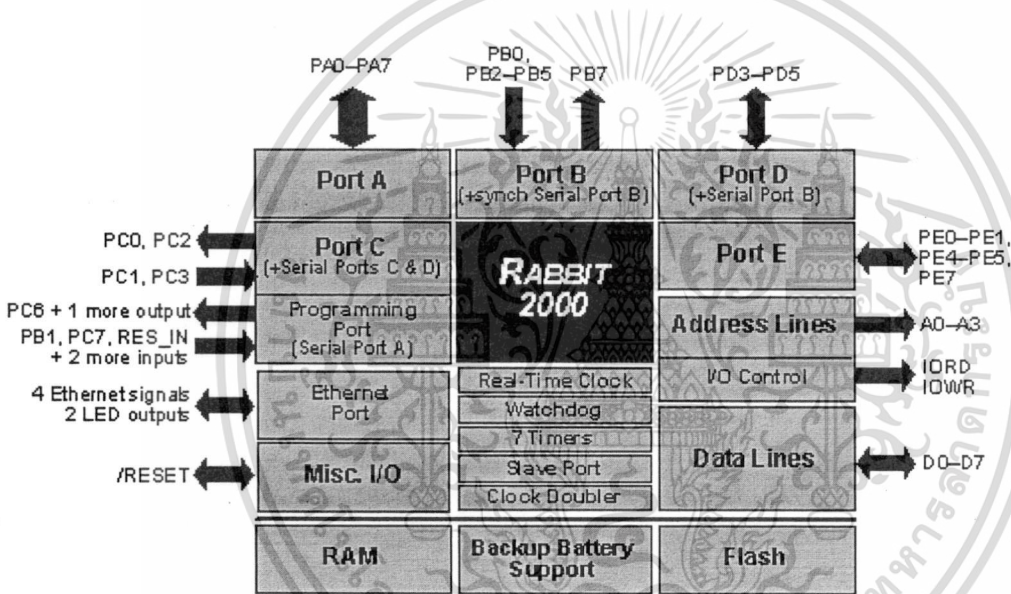 PA0–PA7
PB0,
PB2–PB5
PB7
PD3–PD5
Port A
Port B
(+synch Serial Port B)
Port D
(+Serial Port B)
PC0, PC2
PC1, PC3
Port C
(+Serial Ports C & D)
RABBIT
2000
Port E
PE0–PE1,
PE4–PE5,
PE7
PC6 + 1 more output
PB1, PC7, RES_IN
+ 2 more inputs
Programming
Port
(Serial Port A)
Address Lines
A0–A3
I/O Control
IORD
IOWR
4 Ethernet signals
2 LED outputs
Ethernet
Port
Real-Time Clock
Watchdog
7 Timers
Slave Port
Clock Doubler
Data Lines
D0–D7
/RESET
Misc. I/O
RAM
Backup Battery
Support
Flash